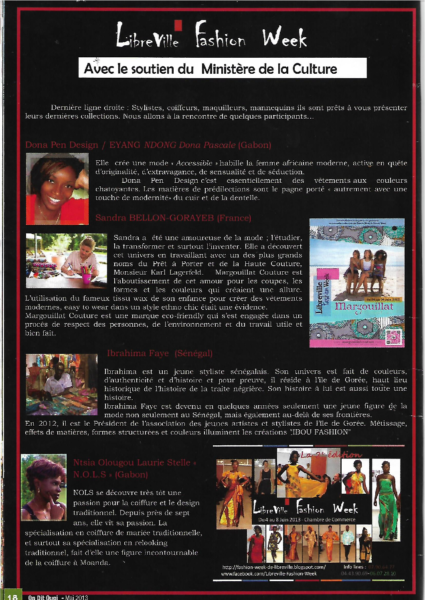 LibreVille Fashion Week
Avec le soutien du Ministère de la Culture
Dernière ligne droite : Stylistes, coiffeurs, maquilleurs, mannequins ils sont prêts à vous présenter
leurs dernières collections. Nous allons à la rencontre de quelques participants...
Dona Pen Design / EYANG NDONG Dona Pascale (Gabon)
Elle crée une mode « Accessible » habille la femme africaine moderne, active en quête
d'originalité, d'extravagance, de sensualité et de séduction.
Dona Pen Design c'est essentiellement des vêtements aux couleurs
chatoyantes. Les matières de prédilections sont le pagne porté « autrement avec une
touche de modernité- du cuir et de la dentelle.
Sandra BELLON-GORAYEB (France)
Sandra a été une amoureuse de la mode ; l'étudier,
la transformer et surtout l'inventer. Elle a découvert
cet univers en travaillant avec un des plus grands
noms du Prêt à Porter et de la Haute Couture,
Monsieur Karl Lagerfeld. Margouillat Couture est
l'aboutissement de cet amour pour les coupes, les
formes et les couleurs qui créaient une allure.
L'utilisation du fameux tissu wax de son enfance pour créer des vêtements
modernes, easy to wear dans un style ethno chic était une évidence.
Margouillat Couture est une marque eco-friendly qui s'engage dans un
procès de respect des personnes, de l'environnement et du travail utile et
bien fait.
Libreville
Fashion Week
Margouillat
Ibrahima Faye (Sénégal)
Ibrahima est un jeune styliste sénégalais. Son univers est fait de couleurs,
d'authenticité et d'histoire et pour preuve, il réside à l'île de Gorée, haut lieu
historique de l'histoire de la traite négrière. Son histoire à lui est aussi toute une
histoire.
Ibrahima Faye est devenu en quelques années seulement une jeune figure de la
mode non seulement au Sénégal, mais également au-delà de ses frontières.
En 2012, il est le Président de l'association des jeunes artistes et stylistes de l'île de Gorée. Métissage,
effets de matières, formes structures et couleurs illuminent les créations "IDOU FASHION"
Ntsia Olougou Laurie Stelle «
N.O.L.S » (Gabon)
NOLS se découvre très tôt une
passion pour la coiffure et le design
traditionnel. Depuis près de sept
ans, elle vit sa passion. La
spécialisation en coiffure de mariée traditionnelle,
et surtout sa spécialisation en relooking
traditionnel, fait d'elle une figure incontournable
de la coiffure à Moanda.
édition
LibreVille Fashion Week
Du 4 au 8 Juin 2013 - Chambre de Commerce
http://fashion-week-de-libreville.blogspot.com/
www.facebook.com/Libreville-Fashion-Week
Info fines :
18 On Dit Quoi - Mai 2013